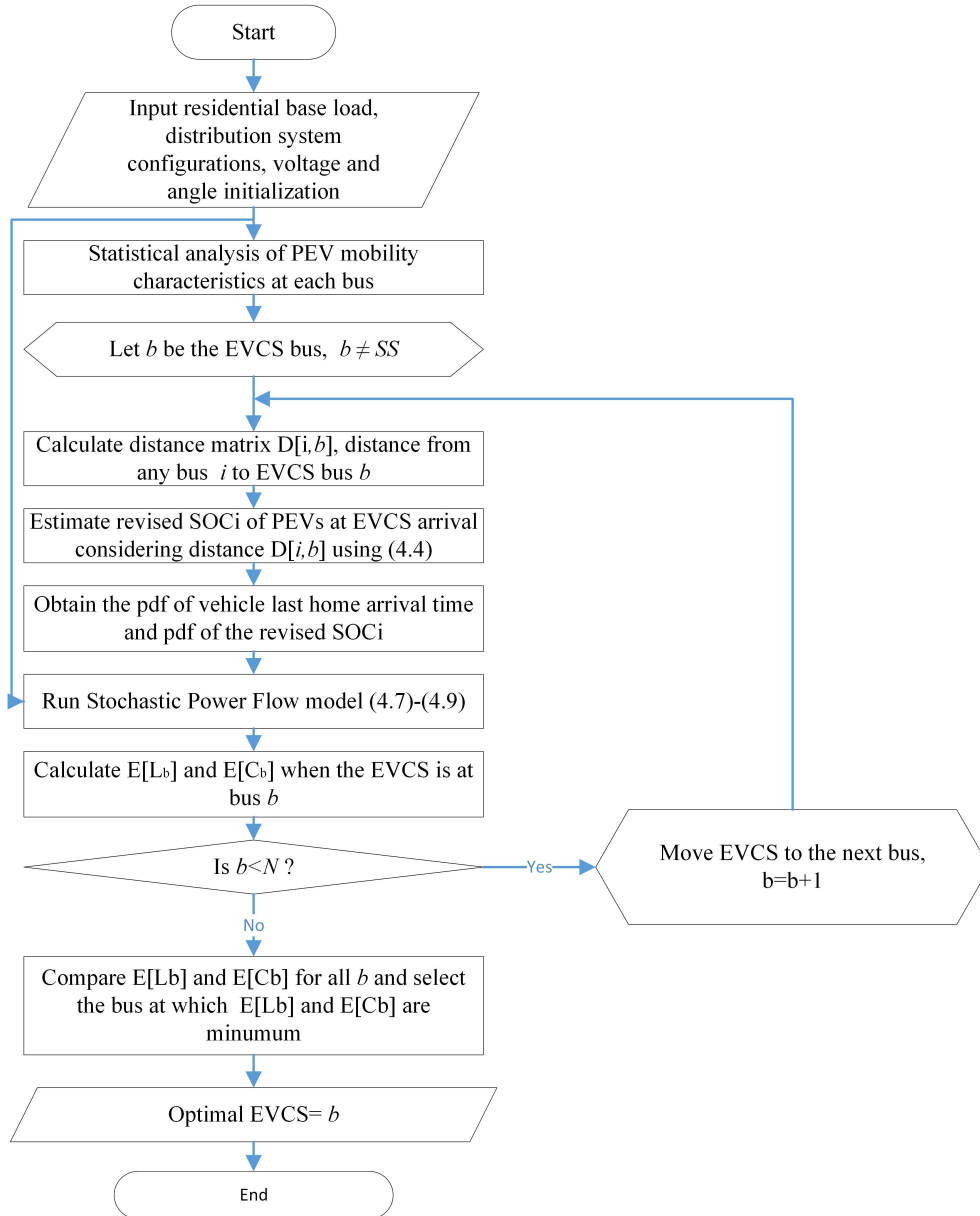 Start
Input residential base load,
distribution system
configurations, voltage and
angle initialization
Statistical analysis of PEV mobility
characteristics at each bus
Let b be the EVCS bus, b ≠ SS
Calculate distance matrix D[i,b], distance from
any bus i to EVCS bus b
Estimate revised SOCi of PEVs at EVCS arrival
considering distance D[i,b] using (4.4)
Obtain the pdf of vehicle last home arrival time
and pdf of the revised SOCi
Run Stochastic Power Flow model (4.7)-(4.9)
Calculate E[Lb] and E[Cb] when the EVCS is at
bus b
Is b<N ?
Yes
Move EVCS to the next bus,
b=b+1
No
Compare E[Lb] and E[Cb] for all b and select
the bus at which E[Lb] and E[Cb] are
minumum
Optimal EVCS= b
End